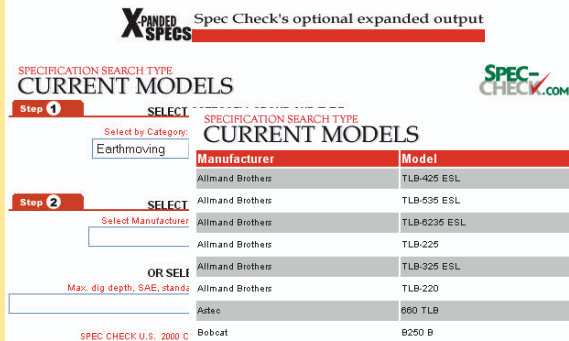 X-PANDED SPECS
Spec Check's optional expanded output
SPECIFICATION SEARCH TYPE
CURRENT MODELS
SPEC-CHECK.COM
Step 1
SELECT
Select by Category:
Earthmoving
Step 2
SELECT
Select Manufacturer
OR SELE
Max. dig depth, SAE, standa
SPEC CHECK U.S. 2000 C
SPECIFICATION SEARCH TYPE
CURRENT MODELS
Manufacturer Model
Allmand Brothers TLB-425 ESL
Allmand Brothers TLB-535 ESL
Allmand Brothers TLB-6235 ESL
Allmand Brothers TLB-225
Allmand Brothers TLB-325 ESL
Allmand Brothers TLB-220
Astec 660 TLB
Bobcat B250 B